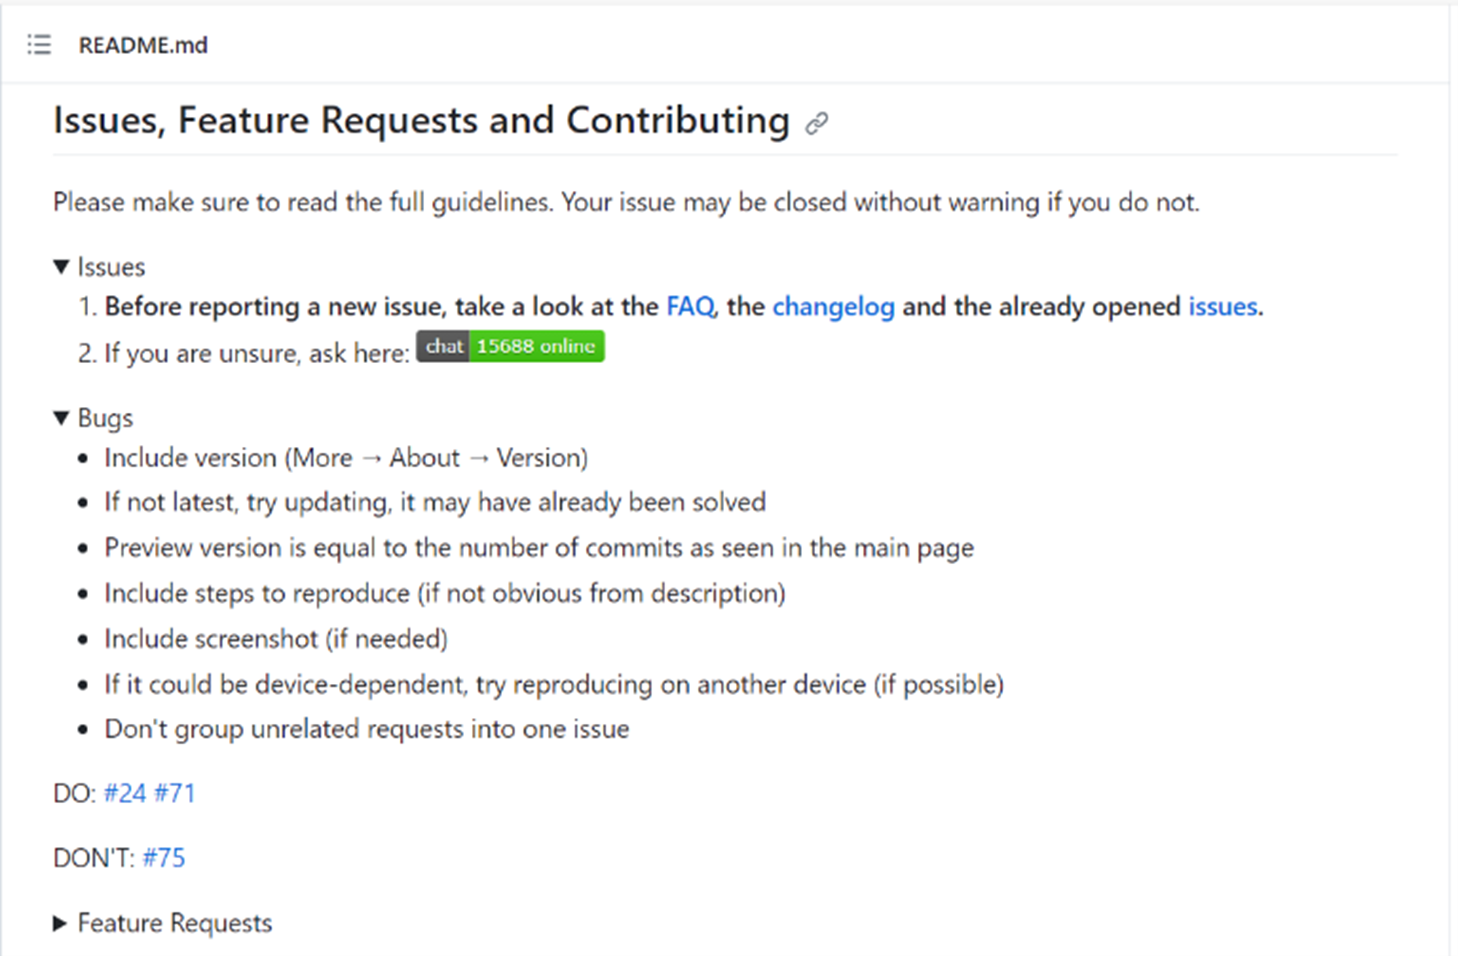 README.md
Issues, Feature Requests and Contributing
Please make sure to read the full guidelines. Your issue may be closed without warning if you do not.
▼ Issues
1. Before reporting a new issue, take a look at the FAQ, the changelog and the already opened issues.
2. If you are unsure, ask here: chat 15688 online
▼ Bugs
• Include version (More → About → Version)
• If not latest, try updating, it may have already been solved
• Preview version is equal to the number of commits as seen in the main page
• Include steps to reproduce (if not obvious from description)
• Include screenshot (if needed)
• If it could be device-dependent, try reproducing on another device (if possible)
• Don't group unrelated requests into one issue
DO: #24 #71
DON'T: #75
▶ Feature Requests